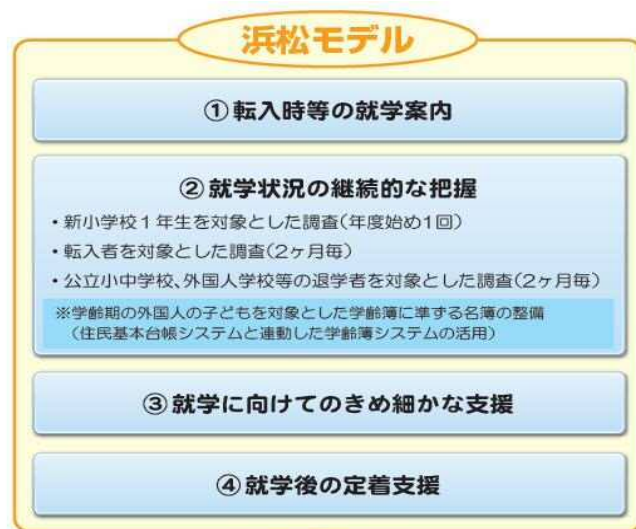 浜松モデル
①転入時等の就学案内
②就学状況の継続的な把握
・新小学校1年生を対象とした調査(年度始め1回)
・転入者を対象とした調査(2ヶ月毎)
・公立小中学校、外国人学校等の退学者を対象とした調査(2ヶ月毎)
※学齢期の外国人の子どもを対象とした学齢簿に準ずる名簿の整備
(住民基本台帳システムと連動した学齢簿システムの活用)
③就学に向けてのきめ細かな支援
④就学後の定着支援